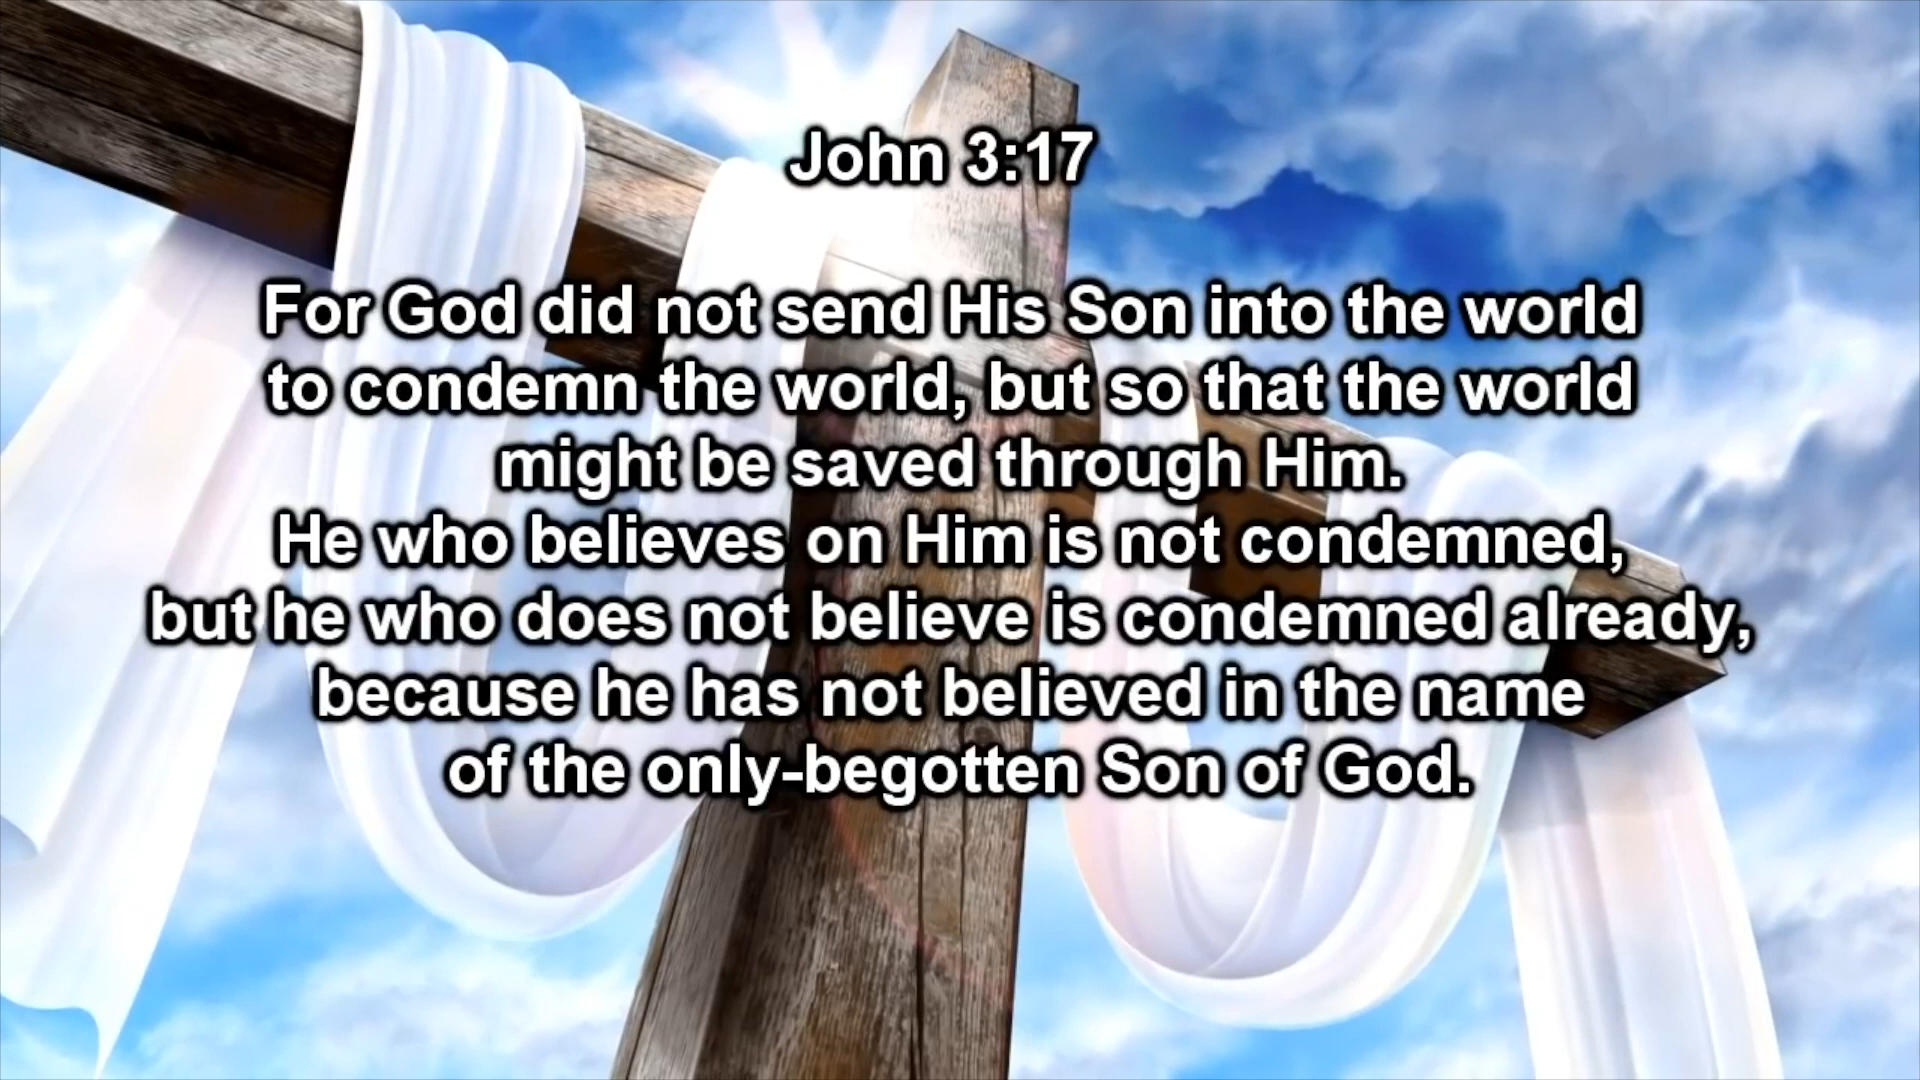 John 3:17
For God did not send His Son into the world
to condemn the world, but so that the world
might be saved through Him.
He who believes on Him is not condemned,
but he who does not believe is condemned already,
because he has not believed in the name
of the only-begotten Son of God.